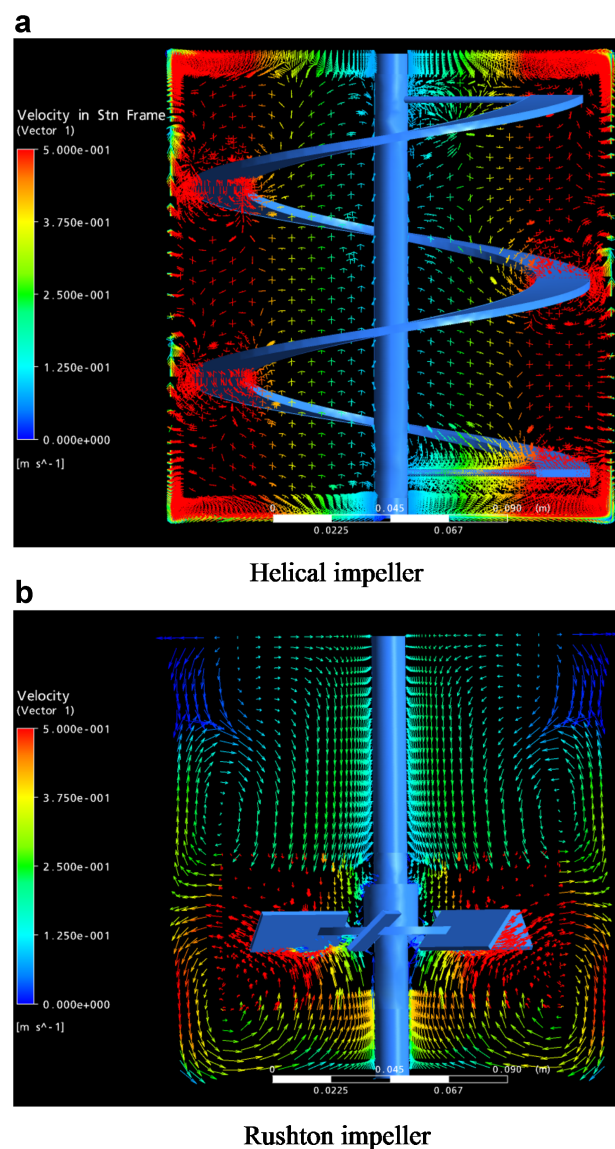 a
Velocity in Stn Frame
(Vector 1)
5.000e-001
3.750e-001
2.500e-001
1.250e-001
0.000e+000
[m s^-1]
0 0.045 0.090 (m)
0.0225 0.067
Helical impeller
b
Velocity
(Vector 1)
5.000e-001
3.750e-001
2.500e-001
1.250e-001
0.000e+000
[m s^-1]
0 0.045 0.090 (m)
0.0225 0.067
Rushton impeller